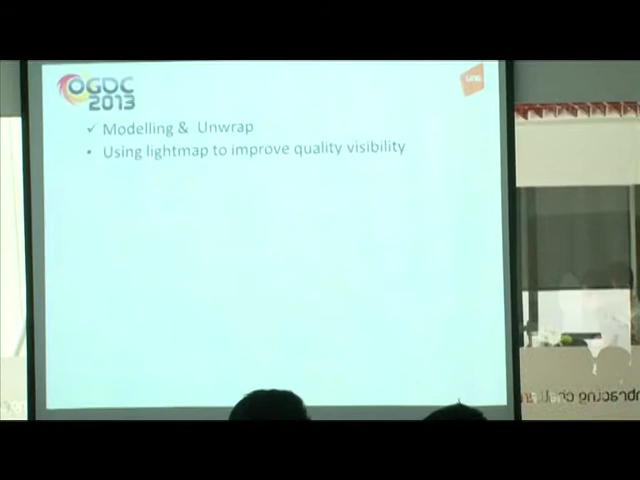 OGDC
2013
✓ Modelling & Unwrap
• Using lightmap to improve quality visibility